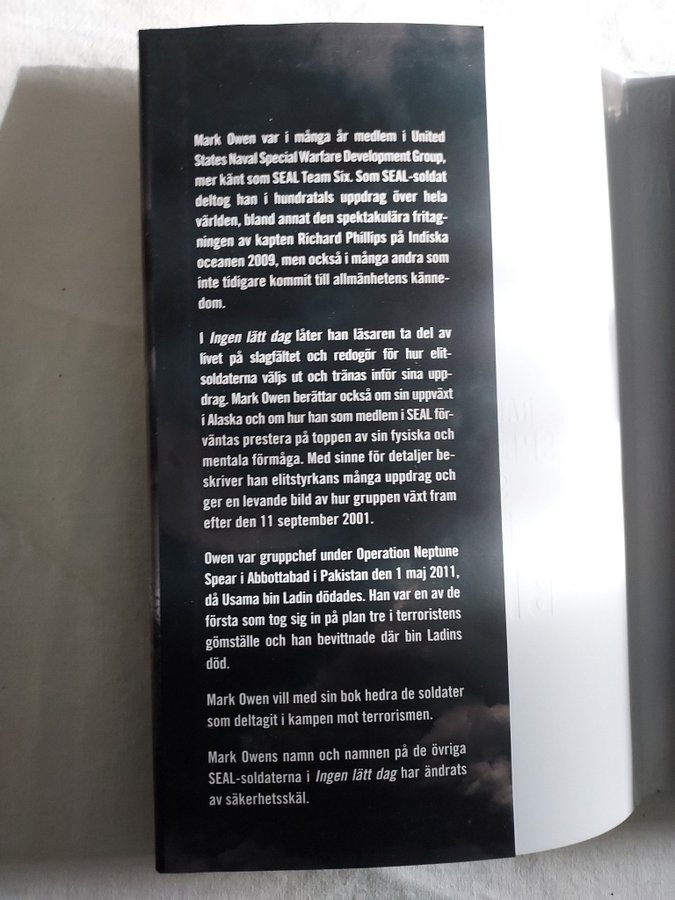 Mark Owen var i många år medlem i United
States Naval Special Warfare Development Group,
mer känt som SEAL Team Six. Som SEAL-soldat
deltog han i hundratals uppdrag över hela
världen, bland annat den spektakulära fritag-
ningen av kapten Richard Phillips på Indiska
oceanen 2009, men också i många andra som
inte tidigare kommit till allmänhetens känne-
dom.
I Ingen lätt dag låter han läsaren ta del av
livet på slagfältet och redogör för hur elit-
soldaterna väljs ut och tränas inför sina upp-
drag. Mark Owen berättar också om sin uppväxt
i Alaska och om hur han som medlem i SEAL för-
väntas prestera på toppen av sin fysiska och
mentala förmåga. Med sinne för detaljer be-
skriver han elitstyrkans många uppdrag och
ger en levande bild av hur gruppen växt fram
efter den 11 september 2001.
Owen var gruppchef under Operation Neptune
Spear i Abbottabad i Pakistan den 1 maj 2011,
då Usama bin Ladin dödades. Han var en av de
första som tog sig in på plan tre i terroristens
gömställe och han bevittnade där bin Ladins
död.
Mark Owen vill med sin bok hedra de soldater
som deltagit i kampen mot terrorismen.
Mark Owens namn och namnen på de övriga
SEAL-soldaterna i Ingen lätt dag har ändrats
av säkerhetsskäl.